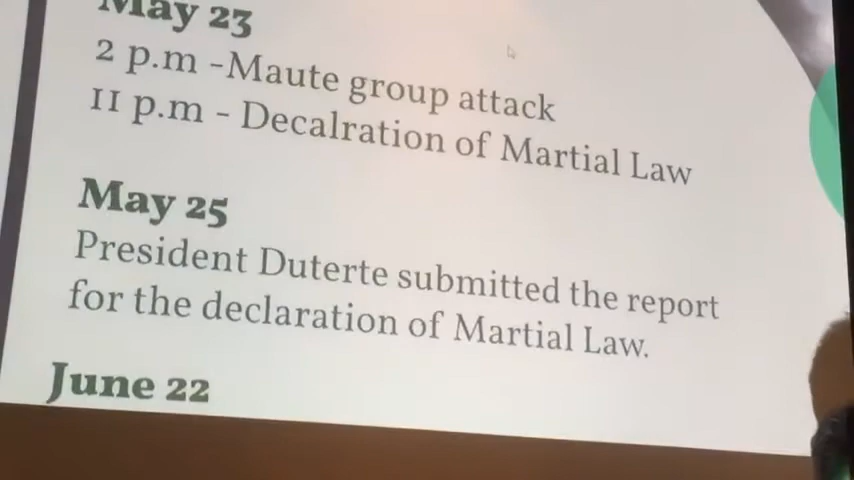 May 23
2 p.m -Maute group attack
11 p.m - Decalration of Martial Law
May 25
President Duterte submitted the report
for the declaration of Martial Law.
June 22